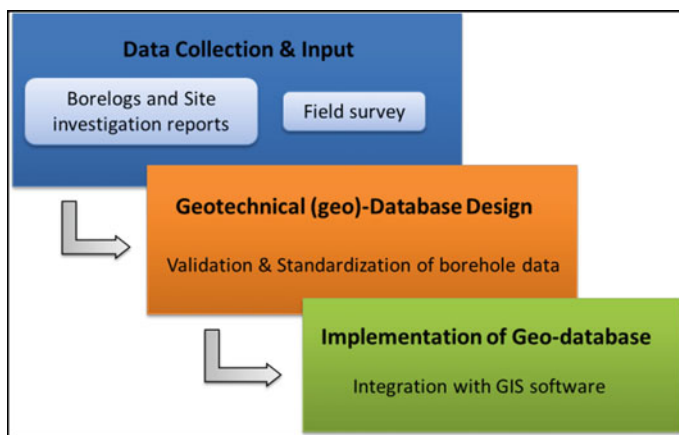 Data Collection & Input
Borelogs and Site
investigation reports
Field survey
Geotechnical (geo)-Database Design
Validation & Standardization of borehole data
Implementation of Geo-database
Integration with GIS software